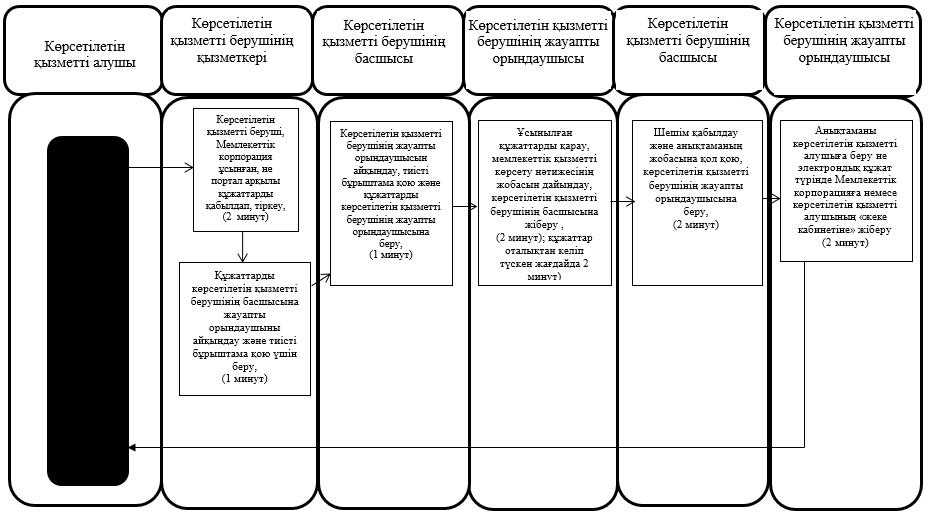 Көрсетілетін
қызметті алушы
Көрсетілетін
қызметті берушінің
қызметкері
Көрсетілетін
қызметті берушінің
басшысы
Көрсетілетін қызметті
берушінің жауапты
орындаушысы
Көрсетілетін
қызметті берушінің
басшысы
Көрсетілетін қызметті
берушінің жауапты
орындаушысы
Көрсетілетін
қызметті беруші,
Мемлекеттік
корпорация
ұсынған, не
портал арқылы
құжаттарды
қабылдап, тіркеу,
(2 минут)
Құжаттарды
көрсетілетін қызметті
берушінің басшысына
жауапты
орындаушыны
айқындау және тиісті
бұрыштама қою үшін
беру,
(1 минут)
Көрсетілетін қызметті
берушінің жауапты
орындаушысын
айқындау, тиісті
бұрыштама қою және
құжаттарды
көрсетілетін қызметті
берушінің жауапты
орындаушысына
беру,
(1 минут)
Ұсынылған
құжаттарды қарау,
мемлекеттік қызметті
көрсету нәтижесінің
жобасын дайындау,
көрсетілетін қызметті
берушінің басшысына
жіберу ,
(2 минут); құжаттар
оталықтан келіп
түскен жағдайда 2
минут)
Шешім қабылдау
және анықтаманың
жобасына қол қою,
көрсетілетін қызметті
берушінің жауапты
орындаушысына
беру,
(2 минут)
Анықтаманы
көрсетілетін қызметті
алушыға беру не
электрондық құжат
түрінде Мемлекеттік
корпорацияға немесе
көрсетілетін қызметті
алушының «жеке
кабинетіне» жіберу
(2 минут)